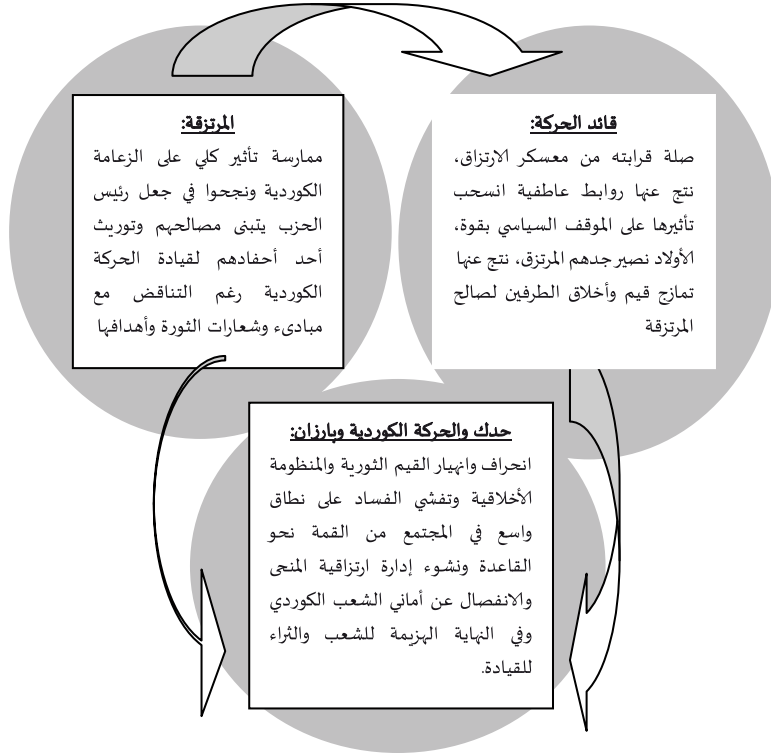 قائد الحركة:
صلة قرابته من معسكر الارتزاق،
نتج عنها روابط عاطفية انسحب
تأثيرها على الموقف السياسي بقوة،
الأولاد نصير جدهم المرتزق، نتج عنها
تمازج قيم وأخلاق الطرفين لصالح
المرتزقة
المرتزقة:
ممارسة تأثير كلي على الزعامة
الكوردية ونجحوا في جعل رئيس
الحزب يتبنى مصالحهم وتوريث
أحد أحفادهم لقيادة الحركة
الكوردية رغم التناقض مع
مبادىء وشعارات الثورة وأهدافها
حدك والحركة الكوردية وبارزان:
انحراف وانهيار القيم الثورية والمنظومة
الأخلاقية وتفشي الفساد على نطاق
واسع في المجتمع من القمة نحو
القاعدة ونشوء إدارة ارتزاقية المنحى
والانفصال عن أماني الشعب الكوردي
وفي النهاية الهزيمة للشعب والثراء
للقيادة.